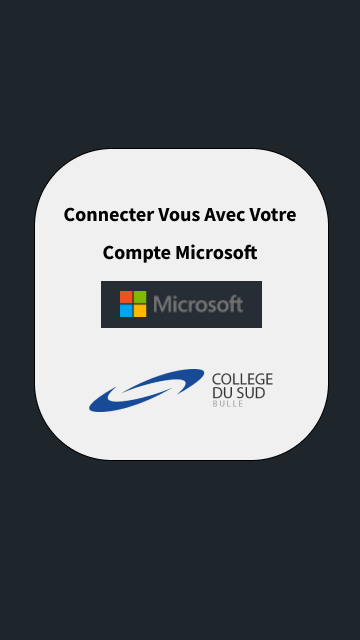 Connecter Vous Avec Votre
Compte Microsoft
Microsoft
COLLEGE
DU SUD
BULLE